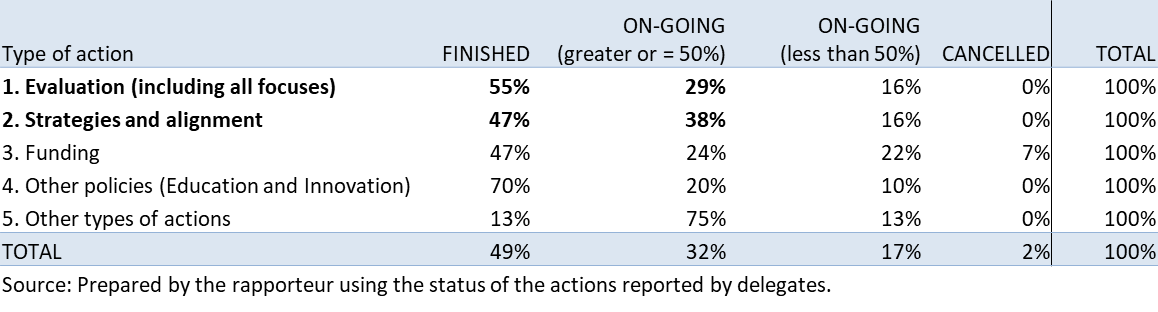 Type of action FINISHED ON-GOING (greater or = 50%) ON-GOING (less than 50%) CANCELLED TOTAL
1. Evaluation (including all focuses) 55% 29% 16% 0% 100%
2. Strategies and alignment 47% 38% 16% 0% 100%
3. Funding 47% 24% 22% 7% 100%
4. Other policies (Education and Innovation) 70% 20% 10% 0% 100%
5. Other types of actions 13% 75% 13% 0% 100%
TOTAL 49% 32% 17% 2% 100%
Source: Prepared by the rapporteur using the status of the actions reported by delegates.